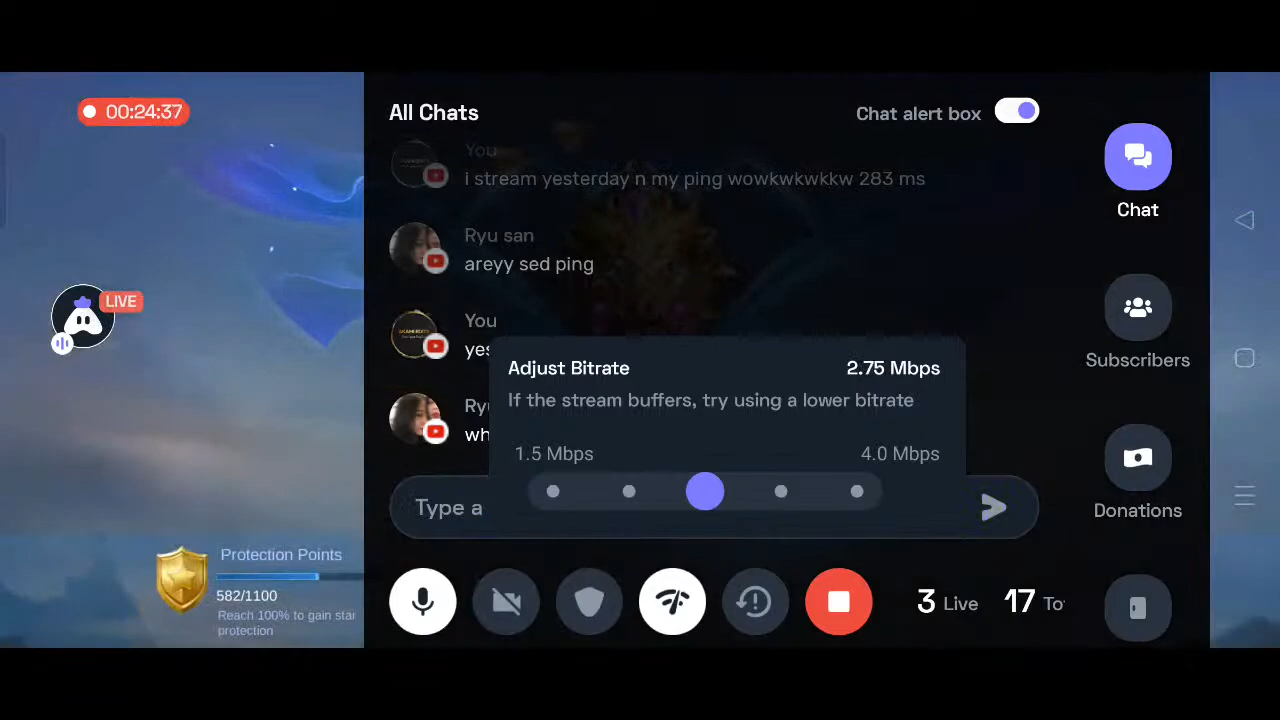 00:24:37
All Chats
Chat alert box
You
i stream yesterday n my ping wowkwkwkkw 283 ms
Chat
Ryu san
areyy sed ping
LIVE
You
yes
Subscribers
Adjust Bitrate
2.75 Mbps
If the stream buffers, try using a lower bitrate
Ryu
wh
1.5 Mbps
4.0 Mbps
Type a
Donations
Protection Points
582/1100
Reach 100% to gain star
protection
3 Live
17 To